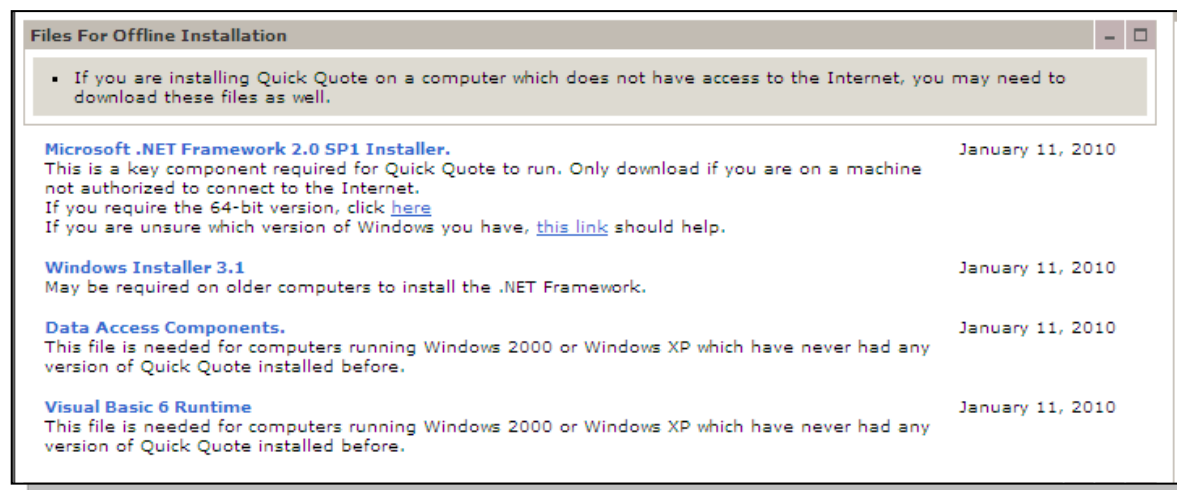 Files For Offline Installation
▪ If you are installing Quick Quote on a computer which does not have access to the Internet, you may need to
download these files as well.
Microsoft .NET Framework 2.0 SP1 Installer. January 11, 2010
This is a key component required for Quick Quote to run. Only download if you are on a machine
not authorized to connect to the Internet.
If you require the 64-bit version, click here
If you are unsure which version of Windows you have, this link should help.
Windows Installer 3.1 January 11, 2010
May be required on older computers to install the .NET Framework.
Data Access Components. January 11, 2010
This file is needed for computers running Windows 2000 or Windows XP which have never had any
version of Quick Quote installed before.
Visual Basic 6 Runtime January 11, 2010
This file is needed for computers running Windows 2000 or Windows XP which have never had any
version of Quick Quote installed before.